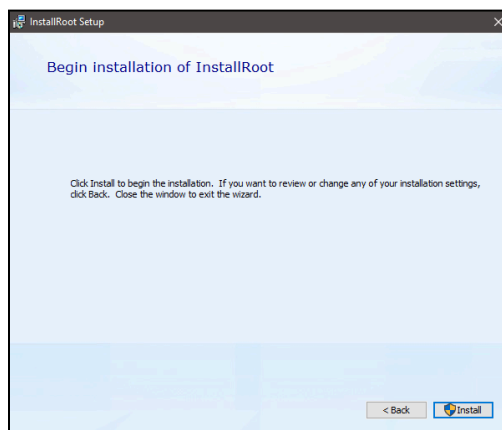 InstallRoot Setup
Begin installation of InstallRoot
Click Install to begin the installation. If you want to review or change any of your installation settings,
click Back. Close the window to exit the wizard.
< Back
Install